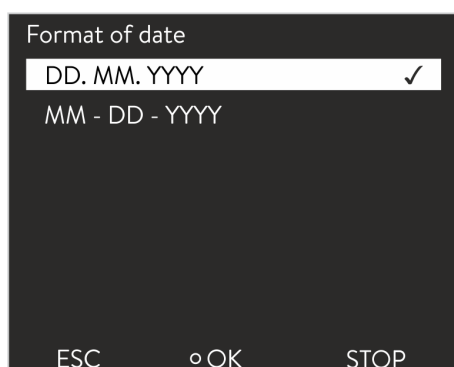 Format of date
DD. MM. YYYY ✓
MM - DD - YYYY
ESC ○ OK STOP